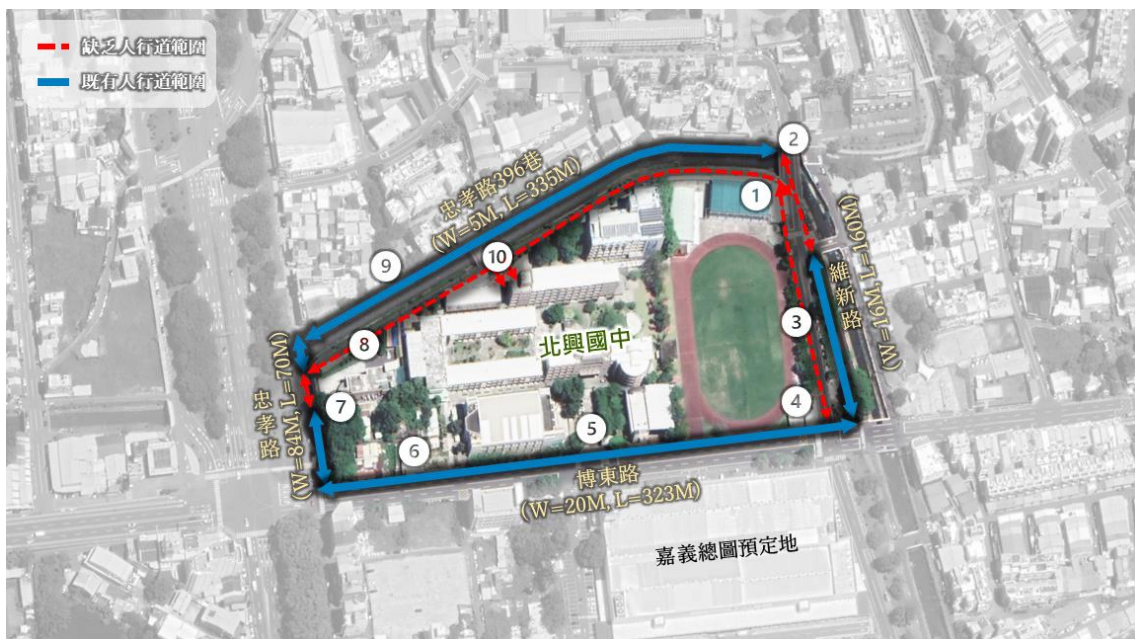 缺乏人行道範圍
既有人行道範圍
2
1
忠孝路396巷
(W=5M, L=335M)
10
9
維新路
(W=16M, L=160M)
3
北興國中
8
忠孝路
(W=84M, L=70M)
7
4
5
6
博東路
(W=20M, L=323M)
嘉義總圖預定地